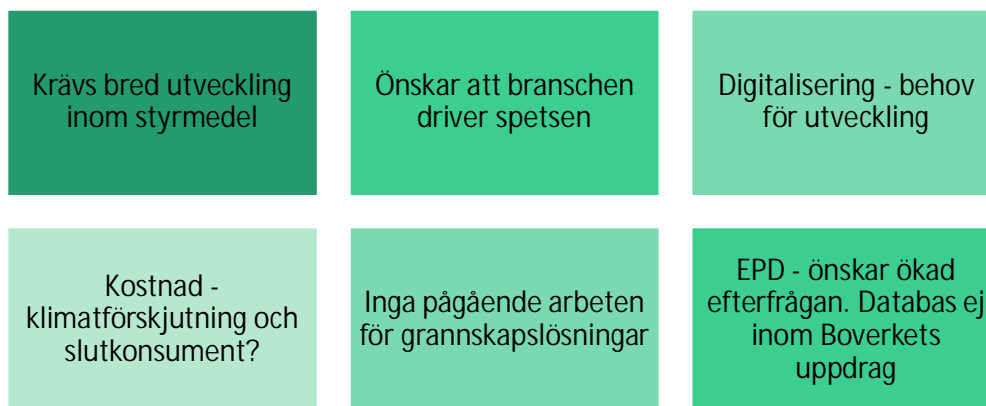 Krävs bred utveckling
inom styrmedel
Önskar att branschen
driver spetsen
Digitalisering - behov
för utveckling
Kostnad -
klimatförskjutning och
slutkonsument?
Inga pågående arbeten
för grannskapslösningar
EPD - önskar ökad
efterfrågan. Databas ej
inom Boverkets
uppdrag